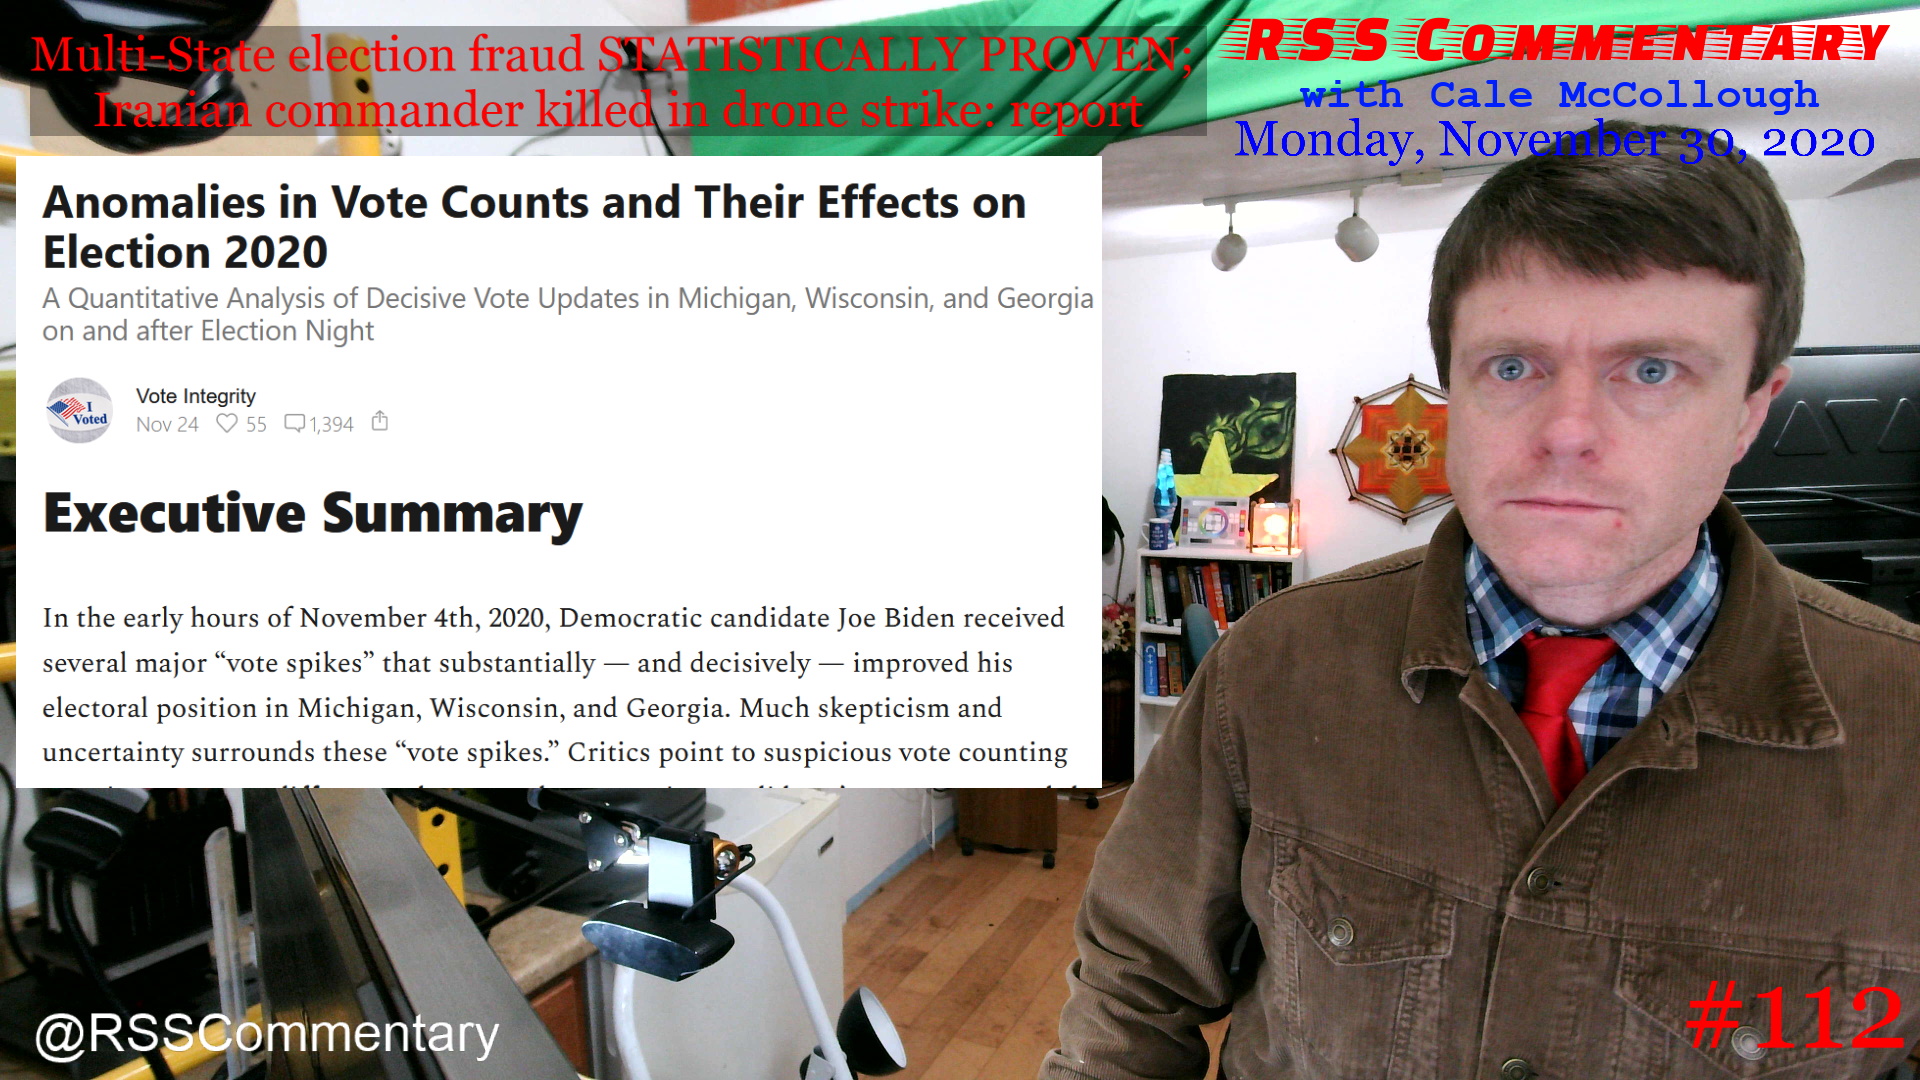 Multi-State election fraud STATISTICALLY PROVEN;
Iranian commander killed in drone strike: report
RSS COMMENTARY
with Cale McCollough
Monday, November 30, 2020
Anomalies in Vote Counts and Their Effects on
Election 2020
A Quantitative Analysis of Decisive Vote Updates in Michigan, Wisconsin, and Georgia
on and after Election Night
I
Voted
Vote Integrity
Nov 24 55 1,394
Executive Summary
In the early hours of November 4th, 2020, Democratic candidate Joe Biden received
several major “vote spikes” that substantially — and decisively — improved his
electoral position in Michigan, Wisconsin, and Georgia. Much skepticism and
uncertainty surrounds these “vote spikes.” Critics point to suspicious vote counting
C++
@RSSCommentary
#112